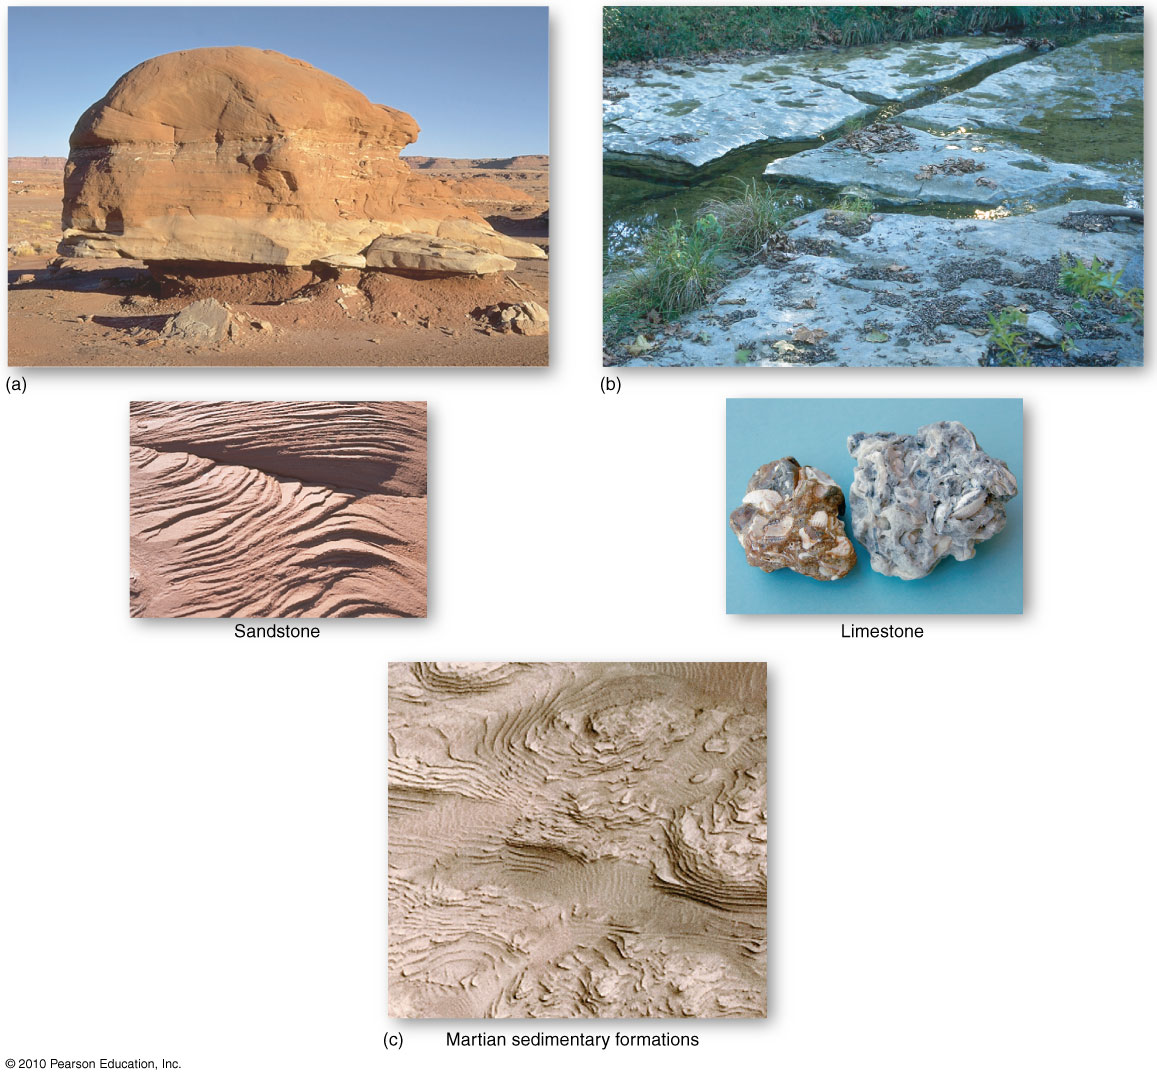 (a)
(b)
Sandstone
Limestone
(c) Martian sedimentary formations
© 2010 Pearson Education, Inc.